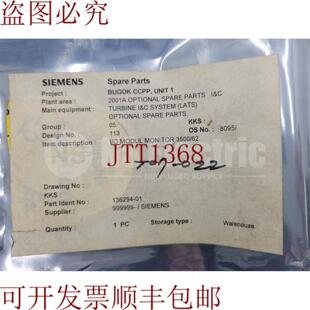 盗图必究
SIEMENS Spare Parts
Project : BUGOK CCPP, UNIT 1
Plant area : 2001A OPTIONAL SPARE PARTS I&C
Main equipment : TURBINE I&C SYSTEM (LATS)
OPTIONAL SPARE PARTS
Group : 05 KKS :
Design no : 113 OS No : 8095/
Item description : I/O MODUL MONITOR 3500/62
JTT1368
Drawing No :
KKS :
Part Ident No : 136294-01
Supplier : 999999- / SIEMENS
Quantity : 1 PC Storage type : Warehouse
可开发票顺丰包邮